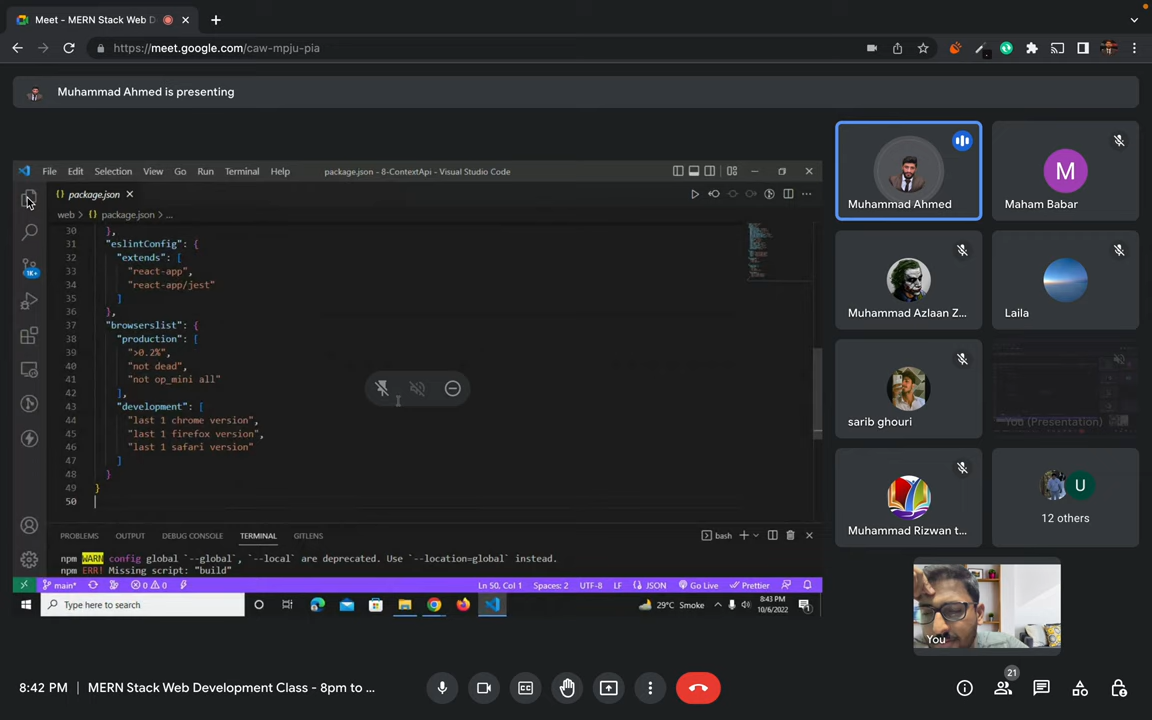 Meet - MERN Stack Web D
https://meet.google.com/caw-mpju-pia
Muhammad Ahmed is presenting
File Edit Selection View Go Run Terminal Help
package.json - 8-ContextApi - Visual Studio Code
{} package.json
web > {} package.json > ...
30 },
31 "eslintConfig": {
32 "extends": [
33 "react-app",
34 "react-app/jest"
35 ]
36 },
37 "browserslist": {
38 "production": [
39 ">0.2%",
40 "not dead",
41 "not op_mini all"
42 ],
43 "development": [
44 "last 1 chrome version",
45 "last 1 firefox version",
46 "last 1 safari version"
47 ]
48 }
49 }
50
1K+
PROBLEMS OUTPUT DEBUG CONSOLE TERMINAL GITLENS
bash
npm WARN config global `--global`, `--local` are deprecated. Use `--location=global` instead.
npm ERR! Missing script: "build"
main* 0 0 Ln 50, Col 1 Spaces: 2 UTF-8 LF {} JSON Go Live Prettier
Type here to search
29°C Smoke
8:43 PM
10/6/2022
Muhammad Ahmed
M
Maham Babar
Muhammad Azlaan Z...
Laila
sarib ghouri
You (Presentation)
Muhammad Rizwan t...
U
12 others
You
8:42 PM
MERN Stack Web Development Class - 8pm to ...
21